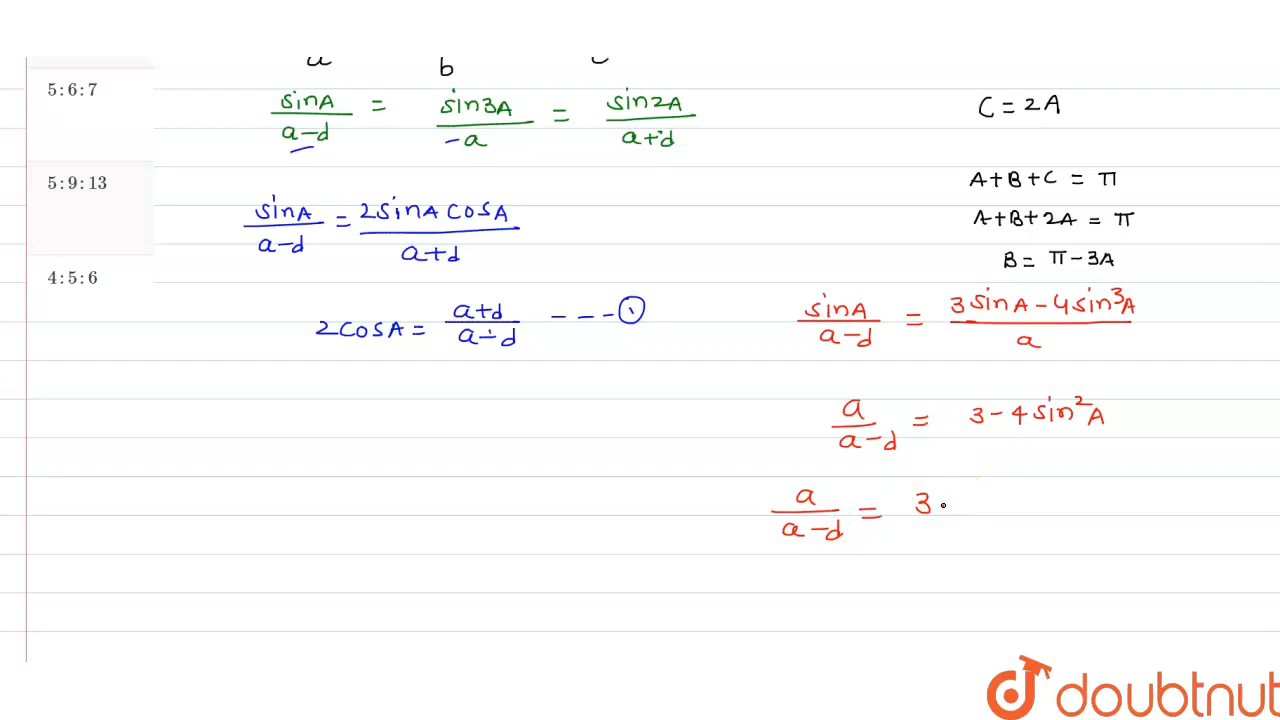 a b c
5:6:7
sinA/a-d = sin3A/-a = sin2A/a+d
C = 2A
5:9:13
A+B+C = π
sinA/a-d = 2sinA cosA/a+d
A+B+2A = π
B = π - 3A
4:5:6
2cosA = a+d/a-d ---①
sinA/a-d = 3sinA - 4sin³A/a
a/a-d = 3 - 4sin²A
a/a-d = 3
doubtnut